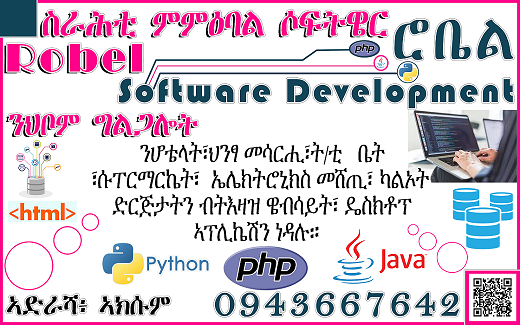 ስራሕቲ ምምዕባል ሶፍትዌር
Robel
php
ሮቤል
Software Development
ንህቦም ግልጋሎት
ንሆቴላት፣ህንፃ መሳርሒ፣ት/ቲ ቤት
፣ሱፐርማርኬት፣ ኤሌክትሮኒክስ መሸጢ፣ ካልኦት
ድርጅታትን ብትእዛዝ ዌብሳይት፣ ዴስክቶፕ
ኣፕሊኬሽን ነዳሉ።
<html>
Python
php
Java
ኣድራሻ፡ ኣክሱም
0943667642